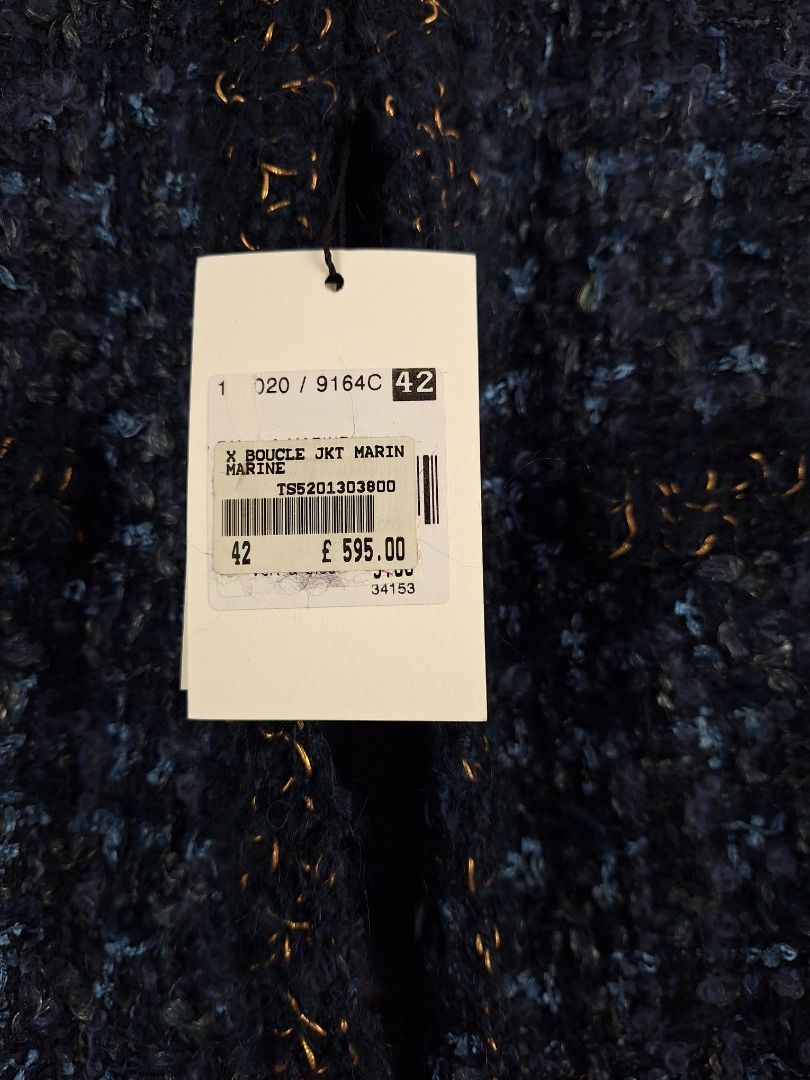 020 / 9164C 42
X BOUCLE JKT MARIN
MARINE
TS5201303800
42 £ 595.00
34153